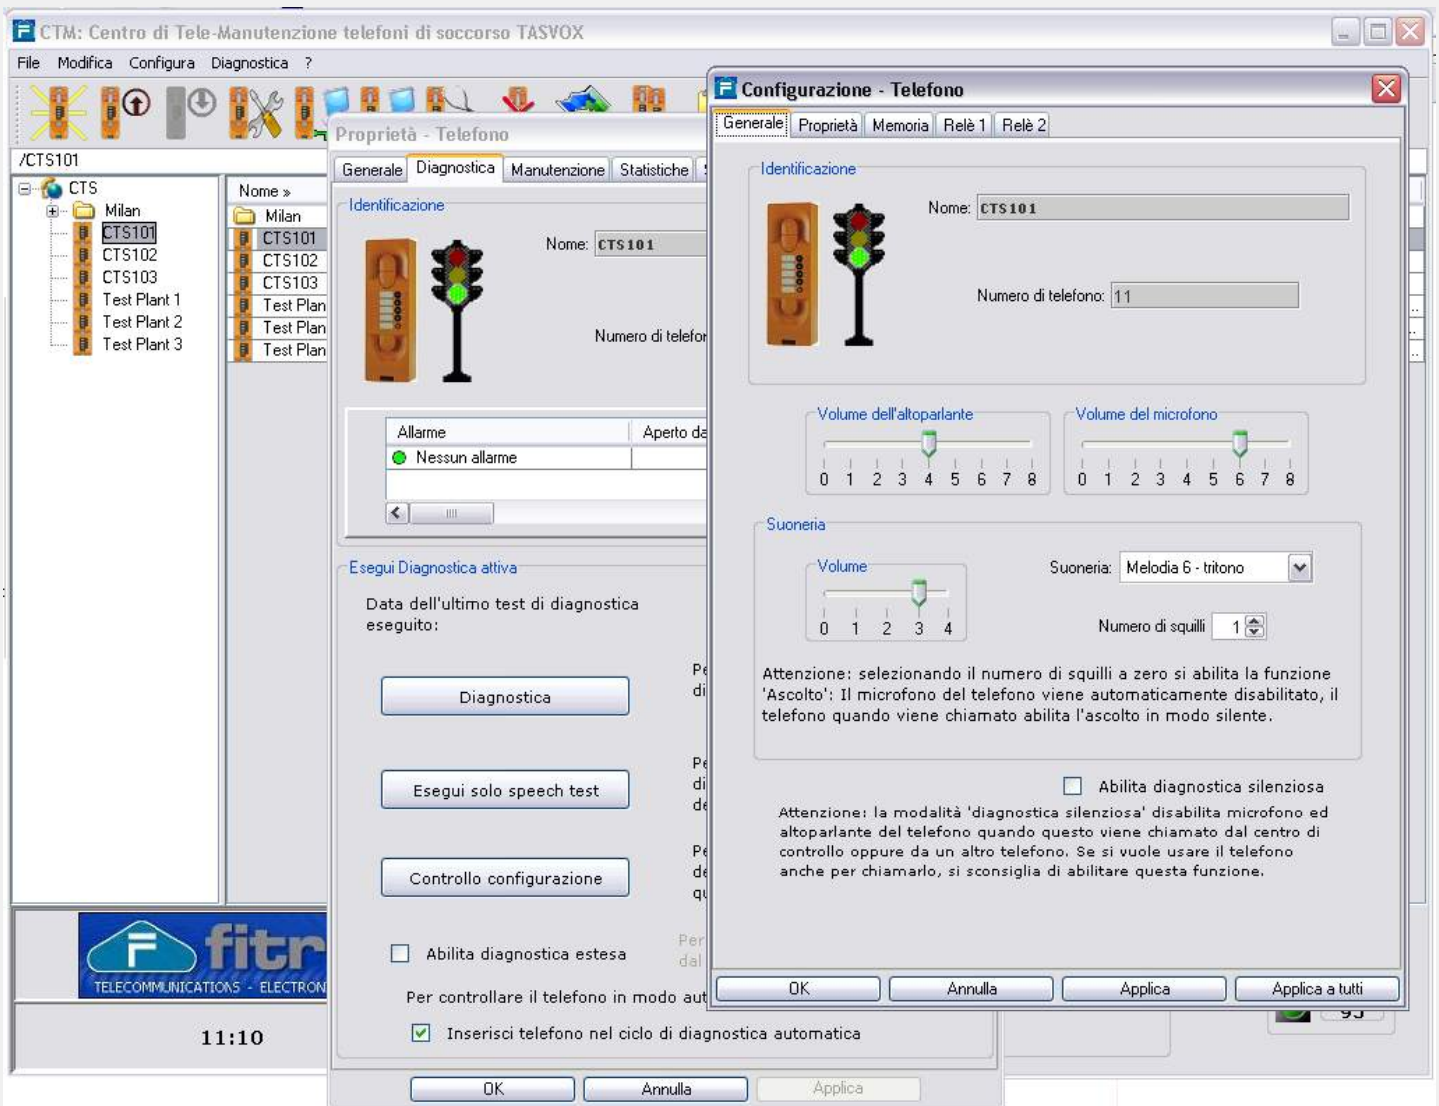 CTM: Centro di Tele-Manutenzione telefoni di soccorso TASVOX
File Modifica Configura Diagnostica ?
/CTS101
CTS
Milan
CTS101
CTS102
CTS103
Test Plant 1
Test Plant 2
Test Plant 3
Nome »
Milan
CTS101
CTS102
CTS103
Test Plan
Test Plan
Test Plan
TELECOMMUNICATIONS - ELECTRON
11:10
Proprietà - Telefono
Generale Diagnostica Manutenzione Statistiche
Identificazione
Nome: CTS101
Numero di telefor
Allarme Aperto da
Nessun allarme
Esegui Diagnostica attiva
Data dell'ultimo test di diagnostica
eseguito:
Diagnostica
Pe
di
Esegui solo speech test
Pe
di
de
Controllo configurazione
Pe
de
qu
Abilita diagnostica estesa
Per
dal
Per controllare il telefono in modo aut
Inserisci telefono nel ciclo di diagnostica automatica
OK Annulla Applica
Configurazione - Telefono
Generale Proprietà Memoria Relè 1 Relè 2
Identificazione
Nome: CTS101
Numero di telefono: 11
Volume dell'altoparlante
0 1 2 3 4 5 6 7 8
Volume del microfono
0 1 2 3 4 5 6 7 8
Suoneria
Volume
0 1 2 3 4
Suoneria: Melodia 6 - tritono
Numero di squilli 1
Attenzione: selezionando il numero di squilli a zero si abilita la funzione
'Ascolto': Il microfono del telefono viene automaticamente disabilitato, il
telefono quando viene chiamato abilita l'ascolto in modo silente.
Abilita diagnostica silenziosa
Attenzione: la modalità 'diagnostica silenziosa' disabilita microfono ed
altoparlante del telefono quando questo viene chiamato dal centro di
controllo oppure da un altro telefono. Se si vuole usare il telefono
anche per chiamarlo, si sconsiglia di abilitare questa funzione.
OK Annulla Applica Applica a tutti